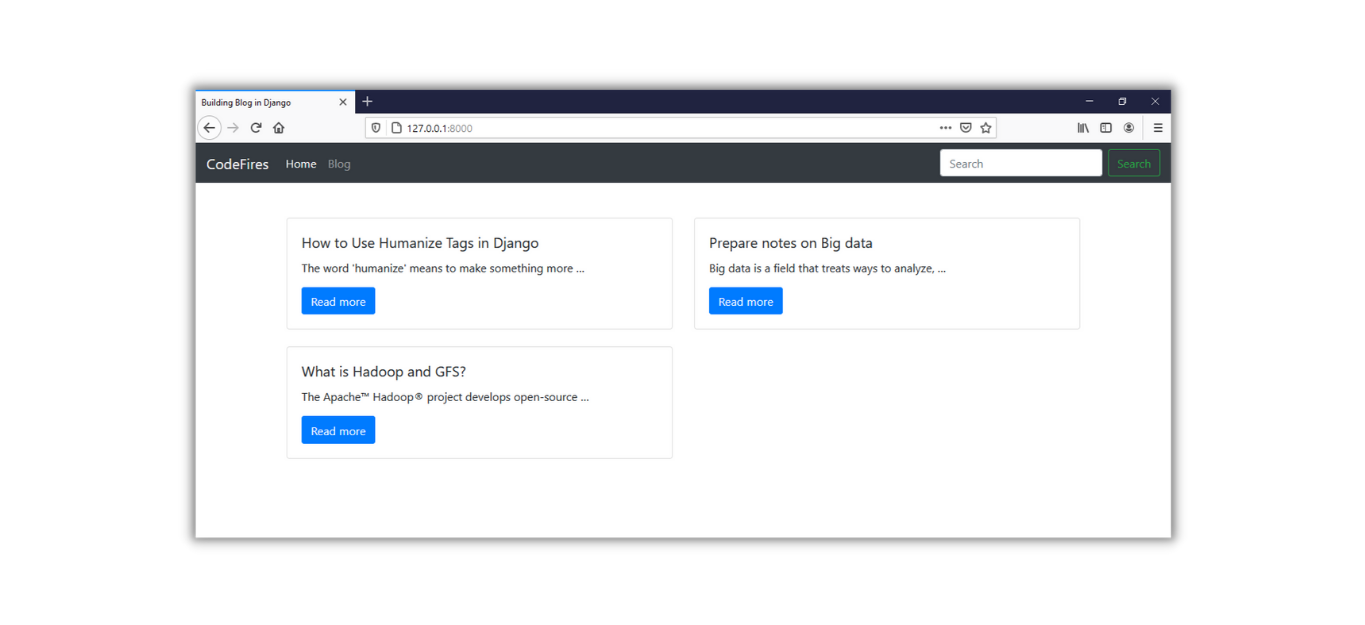 Building Blog in Django
127.0.0.1:8000
CodeFires Home Blog Search Search
How to Use Humanize Tags in Django
The word 'humanize' means to make something more ...
Read more
Prepare notes on Big data
Big data is a field that treats ways to analyze, ...
Read more
What is Hadoop and GFS?
The Apache™ Hadoop® project develops open-source ...
Read more